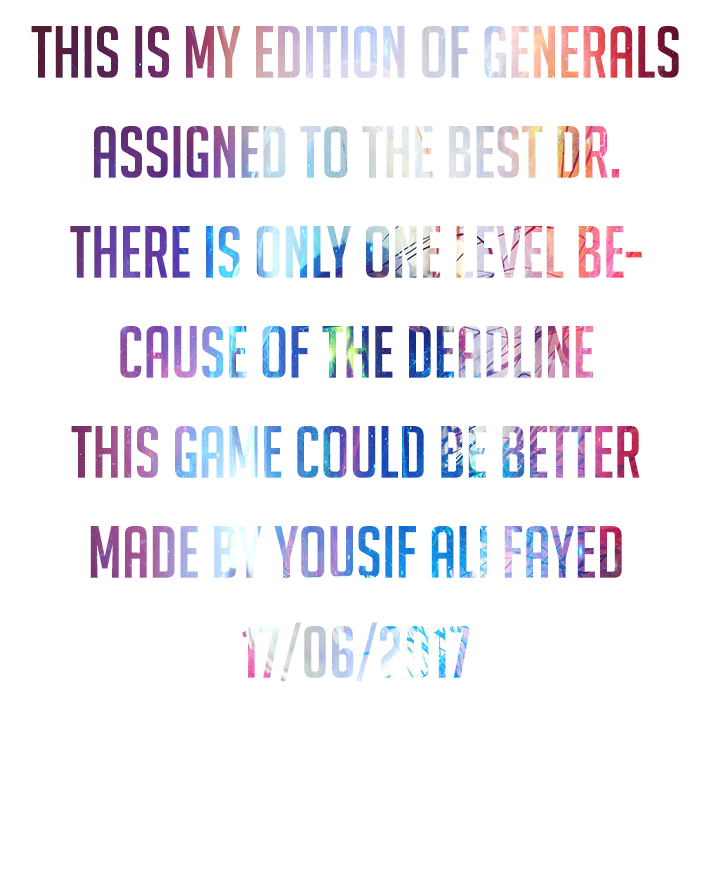 THIS IS MY EDITION OF GENERALS
ASSIGNED TO THE BEST DR.
THERE IS ONLY ONE LEVEL BE-
CAUSE OF THE DEADLINE
THIS GAME COULD BE BETTER
MADE BY YOUSIF ALI FAYED
17/06/2017